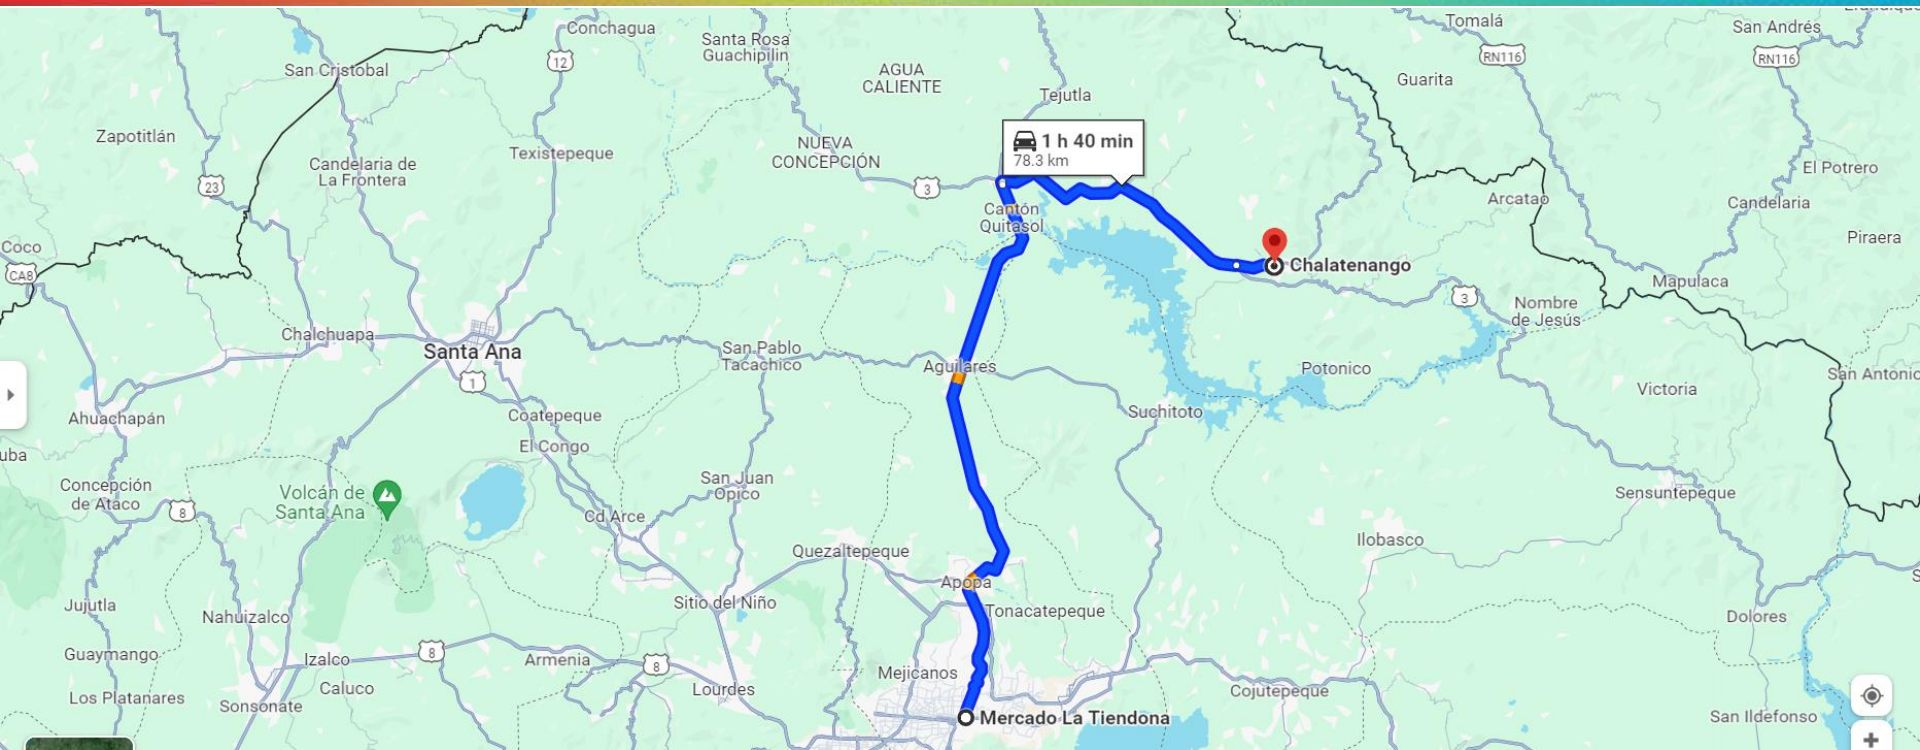 Tomalá
San Andrés
Conchagua
Santa Rosa
Guachipilin
RN116
RN116
12
San Cristobal
AGUA
CALIENTE
Guarita
Tejutla
Zapotitlán
1 h 40 min
78.3 km
NUEVA
CONCEPCIÓN
Texistepeque
Candelaria de
La Frontera
El Potrero
23
3
Arcatao
Candelaria
Cantón
Quitasol
Piraera
Coco
CA8
Chalatenango
Mapulaca
3
Nombre
de Jesús
Chalchuapa
Santa Ana
San Pablo
Tacachico
Aguilares
Potonico
San Antonio
1
Victoria
Ahuachapán
Coatepeque
Suchitoto
El Congo
uba
Concepción
de Ataco
8
Volcán de
Santa Ana
San Juan
Opico
Sensuntepeque
Cd Arce
Ilobasco
Quezaltepeque
Apopa
Jujutla
Nahuizalco
Sitio del Niño
Tonacatepeque
Dolores
Guaymango
Izalco
8
Armenia
8
Mejicanos
Los Platanares
Caluco
Lourdes
Cojutepeque
Sonsonate
Mercado La Tiendona
San Ildefonso